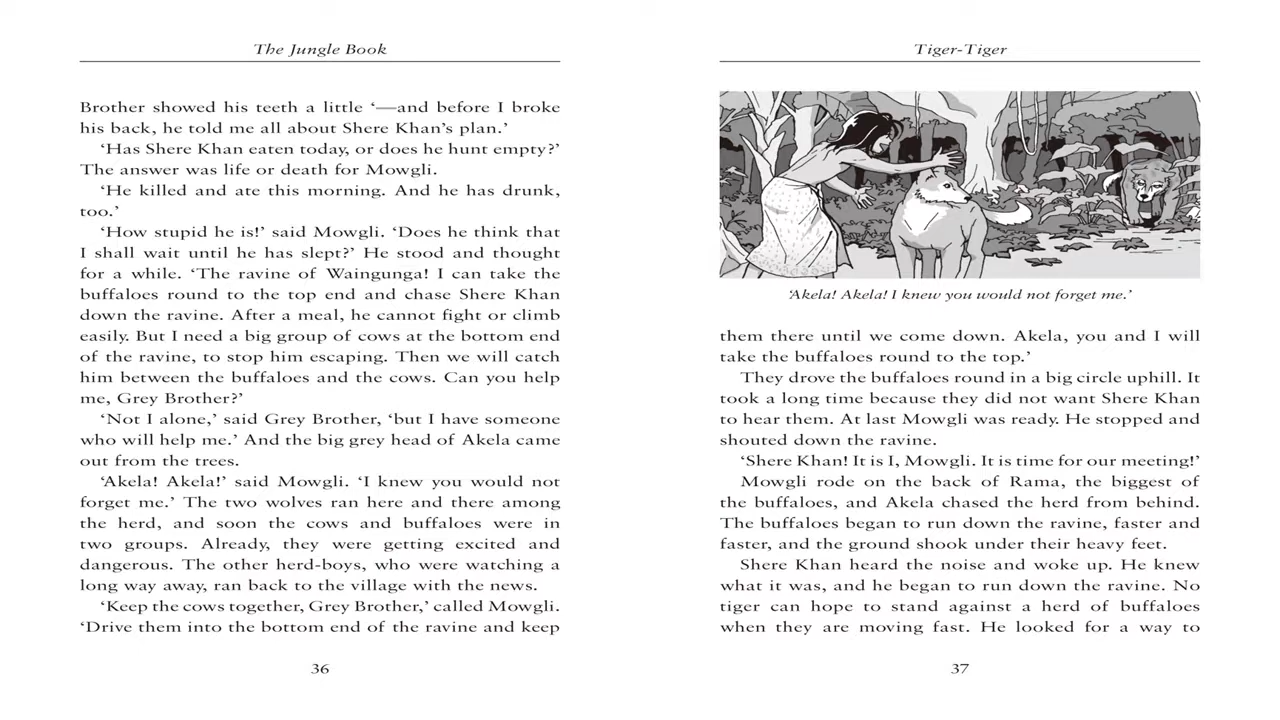 The Jungle Book
Brother showed his teeth a little ‘—and before I broke
his back, he told me all about Shere Khan’s plan.’
‘Has Shere Khan eaten today, or does he hunt empty?’
The answer was life or death for Mowgli.
‘He killed and ate this morning. And he has drunk,
too.’
‘How stupid he is!’ said Mowgli. ‘Does he think that
I shall wait until he has slept?’ He stood and thought
for a while. ‘The ravine of Waingunga! I can take the
buffaloes round to the top end and chase Shere Khan
down the ravine. After a meal, he cannot fight or climb
easily. But I need a big group of cows at the bottom end
of the ravine, to stop him escaping. Then we will catch
him between the buffaloes and the cows. Can you help
me, Grey Brother?’
‘Not I alone,’ said Grey Brother, ‘but I have someone
who will help me.’ And the big grey head of Akela came
out from the trees.
‘Akela! Akela!’ said Mowgli. ‘I knew you would not
forget me.’ The two wolves ran here and there among
the herd, and soon the cows and buffaloes were in
two groups. Already, they were getting excited and
dangerous. The other herd-boys, who were watching a
long way away, ran back to the village with the news.
‘Keep the cows together, Grey Brother,’ called Mowgli.
‘Drive them into the bottom end of the ravine and keep
36
Tiger-Tiger
‘Akela! Akela! I knew you would not forget me.’
them there until we come down. Akela, you and I will
take the buffaloes round to the top.’
They drove the buffaloes round in a big circle uphill. It
took a long time because they did not want Shere Khan
to hear them. At last Mowgli was ready. He stopped and
shouted down the ravine.
‘Shere Khan! It is I, Mowgli. It is time for our meeting!’
Mowgli rode on the back of Rama, the biggest of
the buffaloes, and Akela chased the herd from behind.
The buffaloes began to run down the ravine, faster and
faster, and the ground shook under their heavy feet.
Shere Khan heard the noise and woke up. He knew
what it was, and he began to run down the ravine. No
tiger can hope to stand against a herd of buffaloes
when they are moving fast. He looked for a way to
37